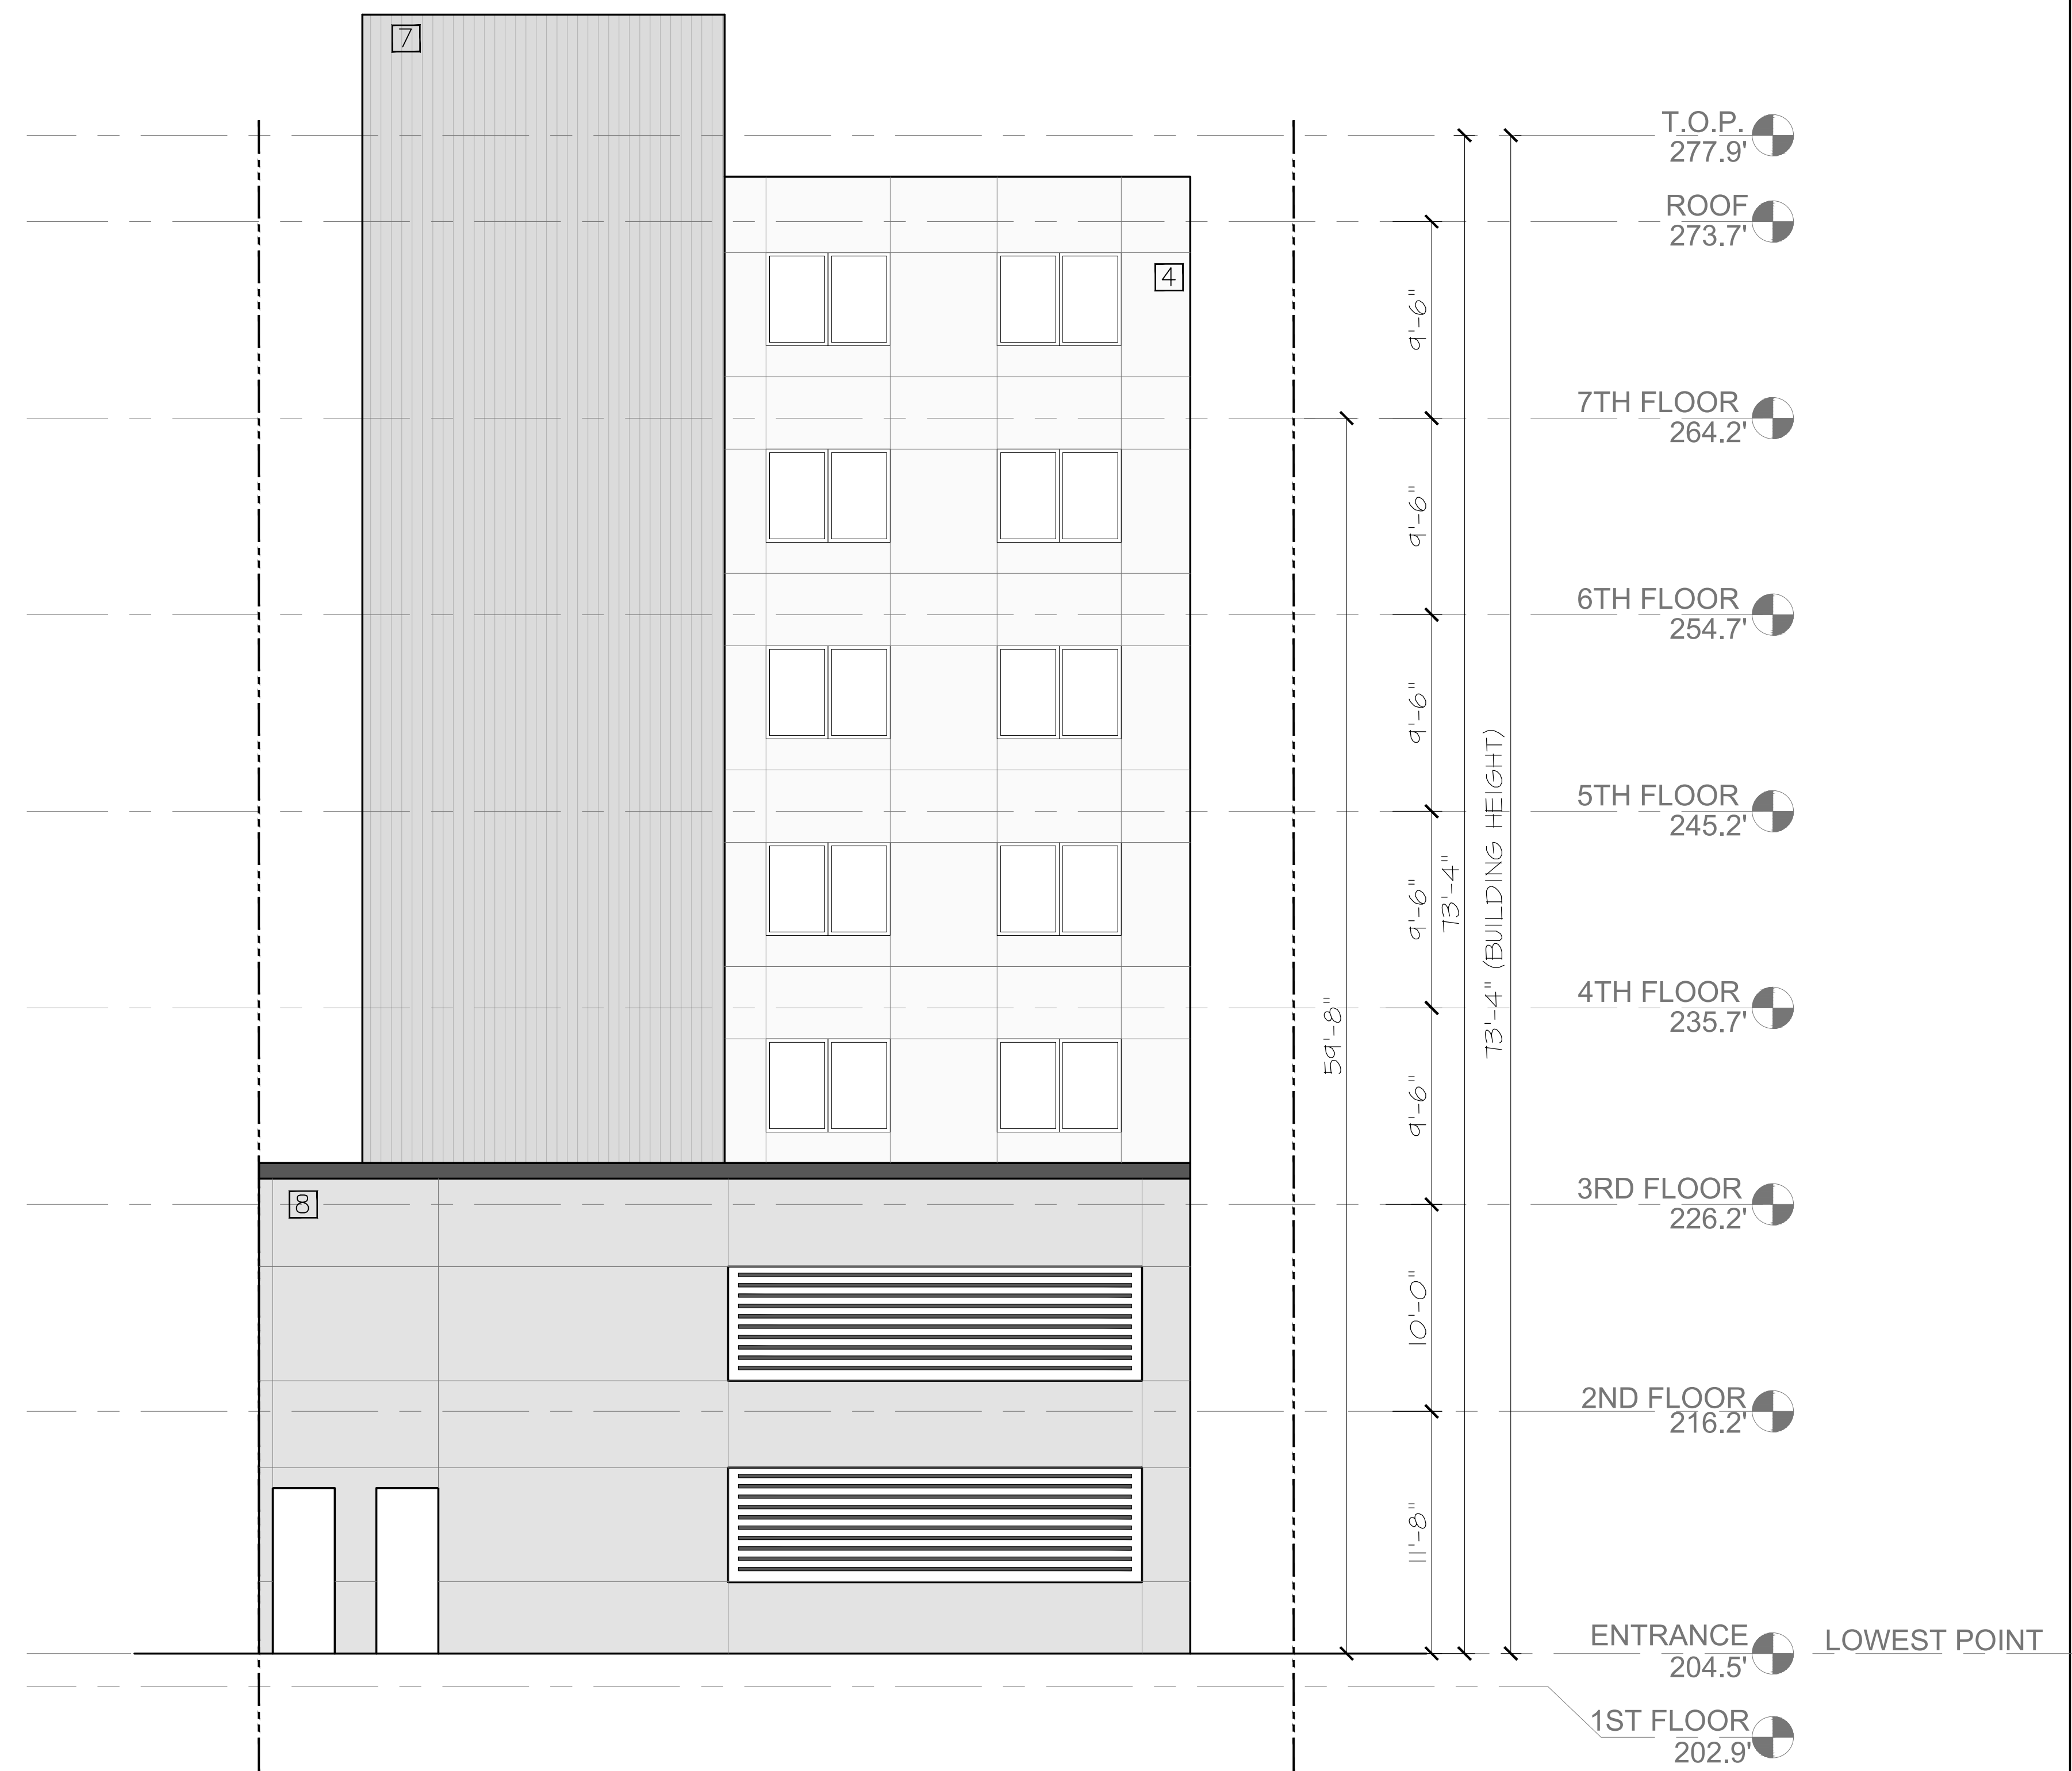 7
T.O.P.
277.9'
ROOF
273.7'
4
9'-6"
7TH FLOOR
264.2'
9'-6"
6TH FLOOR
254.7'
9'-6"
5TH FLOOR
245.2'
9'-6"
73'-4"
73'-4" (BUILDING HEIGHT)
4TH FLOOR
235.7'
59'-8"
9'-6"
3RD FLOOR
226.2'
8
10'-0"
2ND FLOOR
216.2'
11'-8"
ENTRANCE
204.5'
LOWEST POINT
1ST FLOOR
202.9'